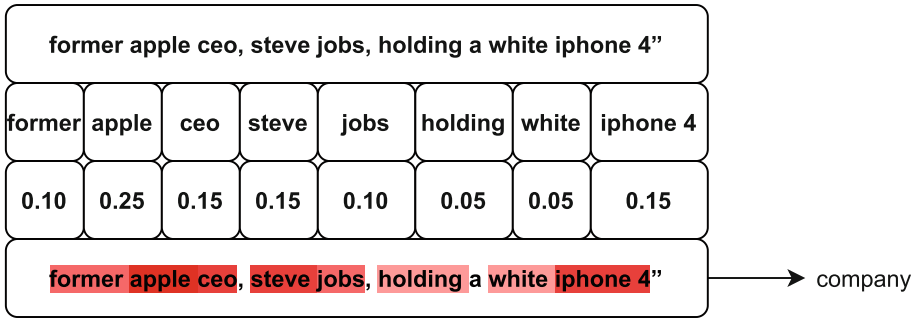 former apple ceo, steve jobs, holding a white iphone 4”
former apple ceo steve jobs holding white iphone 4
0.10 0.25 0.15 0.15 0.10 0.05 0.05 0.15
former apple ceo, steve jobs, holding a white iphone 4” company